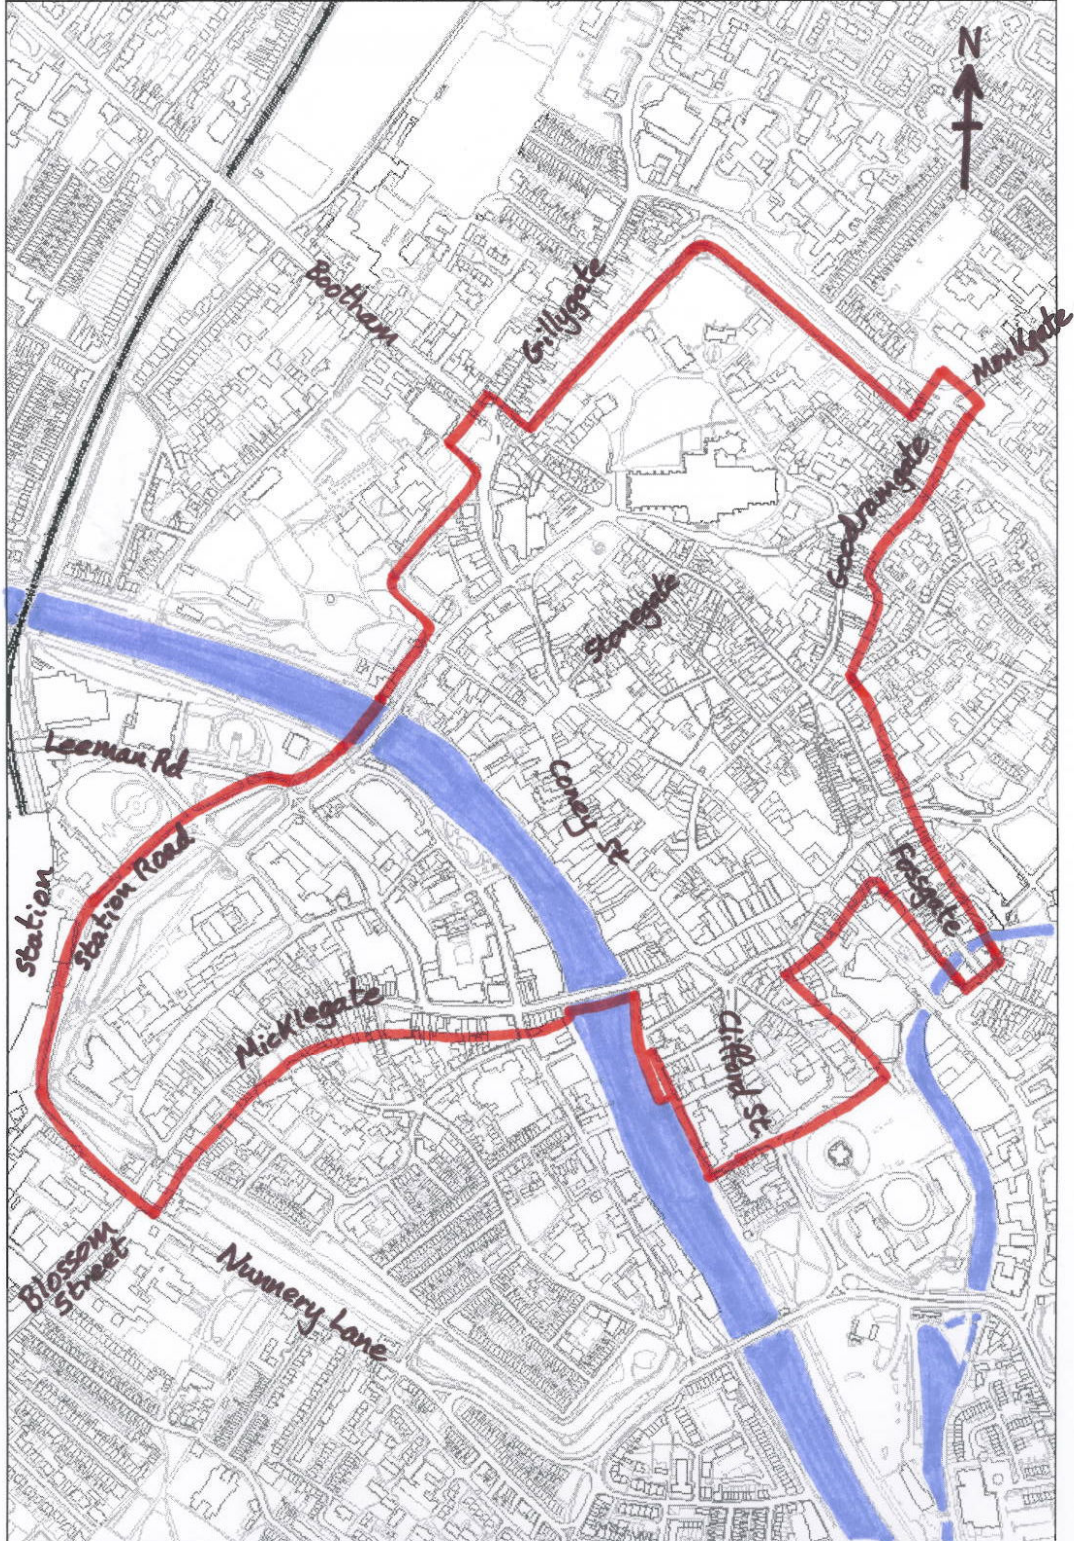 N
Bootham
Gillygate
Monkgate
Goodramgate
Stonegate
Leeman Rd
Coney St
Station Road
Station
Fossgate
Micklegate
Clifford St.
Blossom
Street
Nunnery Lane